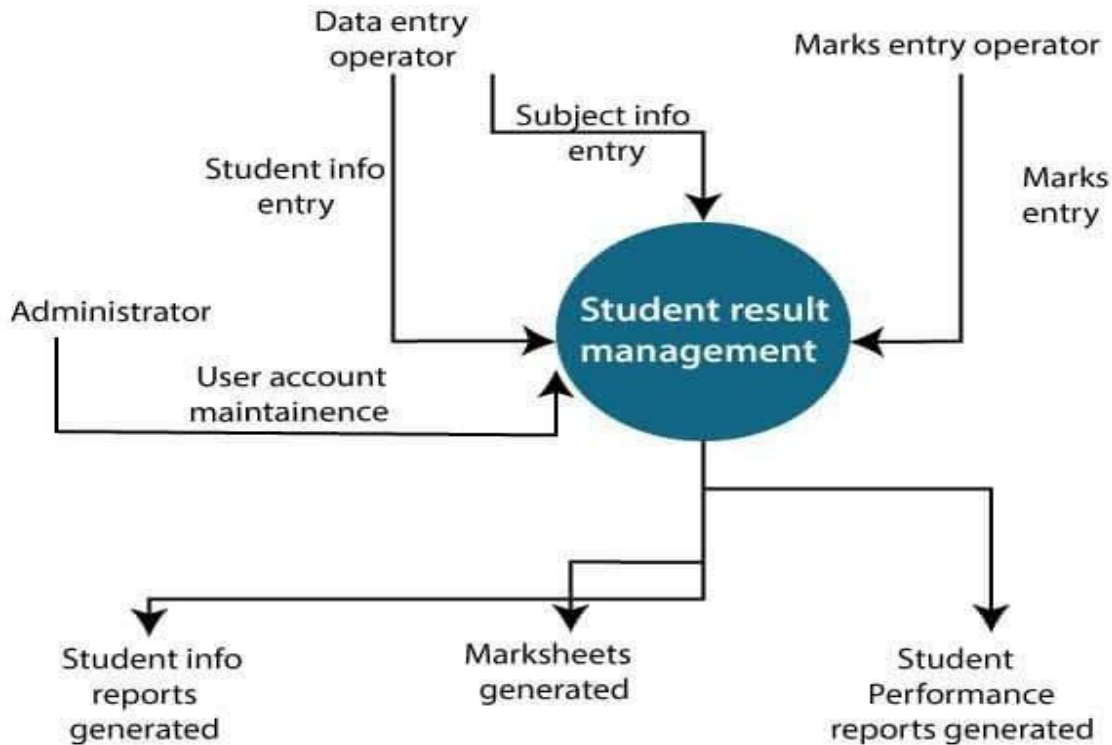 Data entry
operator
Marks entry operator
Subject info
entry
Student info
entry
Marks
entry
Administrator
Student result
management
User account
maintainence
Student info
reports
generated
Marksheets
generated
Student
Performance
reports generated